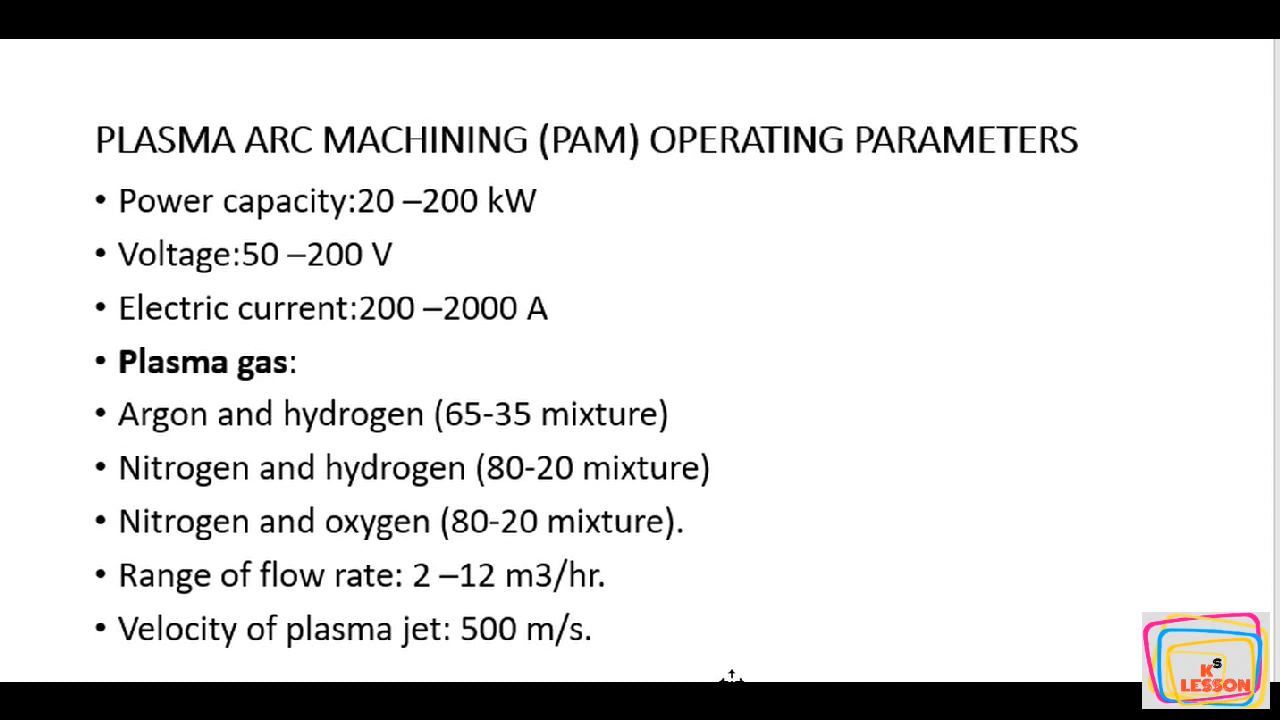 PLASMA ARC MACHINING (PAM) OPERATING PARAMETERS
• Power capacity:20 –200 kW
• Voltage:50 –200 V
• Electric current:200 –2000 A
• Plasma gas:
• Argon and hydrogen (65-35 mixture)
• Nitrogen and hydrogen (80-20 mixture)
• Nitrogen and oxygen (80-20 mixture).
• Range of flow rate: 2 –12 m3/hr.
• Velocity of plasma jet: 500 m/s.
KS
LESSON